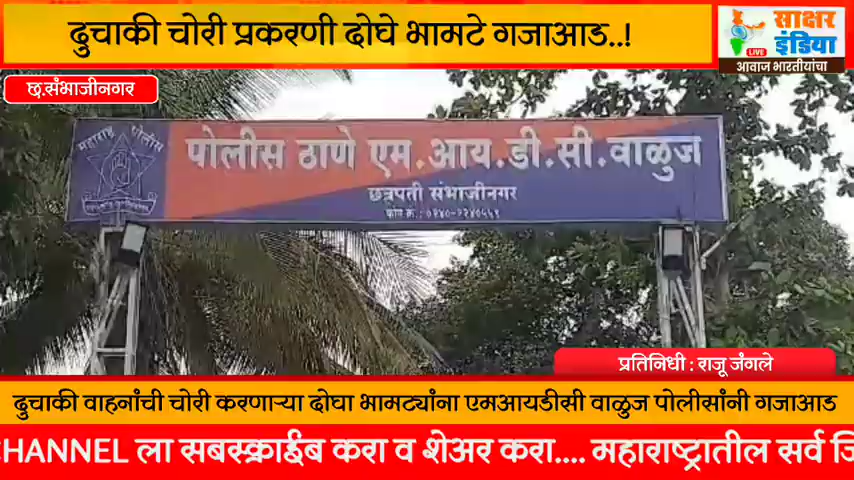 दुचाकी चोरी प्रकरणी दोघे भामटे गजाआड..!
साक्षर
इंडिया
LIVE
आवाज भारतीयांचा
छ.संभाजीनगर
महाराष्ट्र पोलीस
पोलीस ठाणे एम.आय.डी.सी.वाळुज
छत्रपती संभाजीनगर
प्रतिनिधी : राजू जंगले
दुचाकी वाहनांची चोरी करणाऱ्या दोघा भामट्यांना एमआयडीसी वाळुज पोलीसांनी गजाआड
CHANNEL ला सबस्क्राईब करा व शेअर करा.... महाराष्ट्रातील सर्व जि